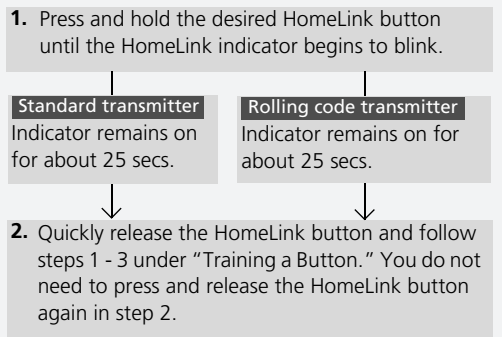 1. Press and hold the desired HomeLink button
until the HomeLink indicator begins to blink.
Standard transmitter
Indicator remains on
for about 25 secs.
Rolling code transmitter
Indicator remains on for
about 25 secs.
2. Quickly release the HomeLink button and follow
steps 1 - 3 under “Training a Button.” You do not
need to press and release the HomeLink button
again in step 2.